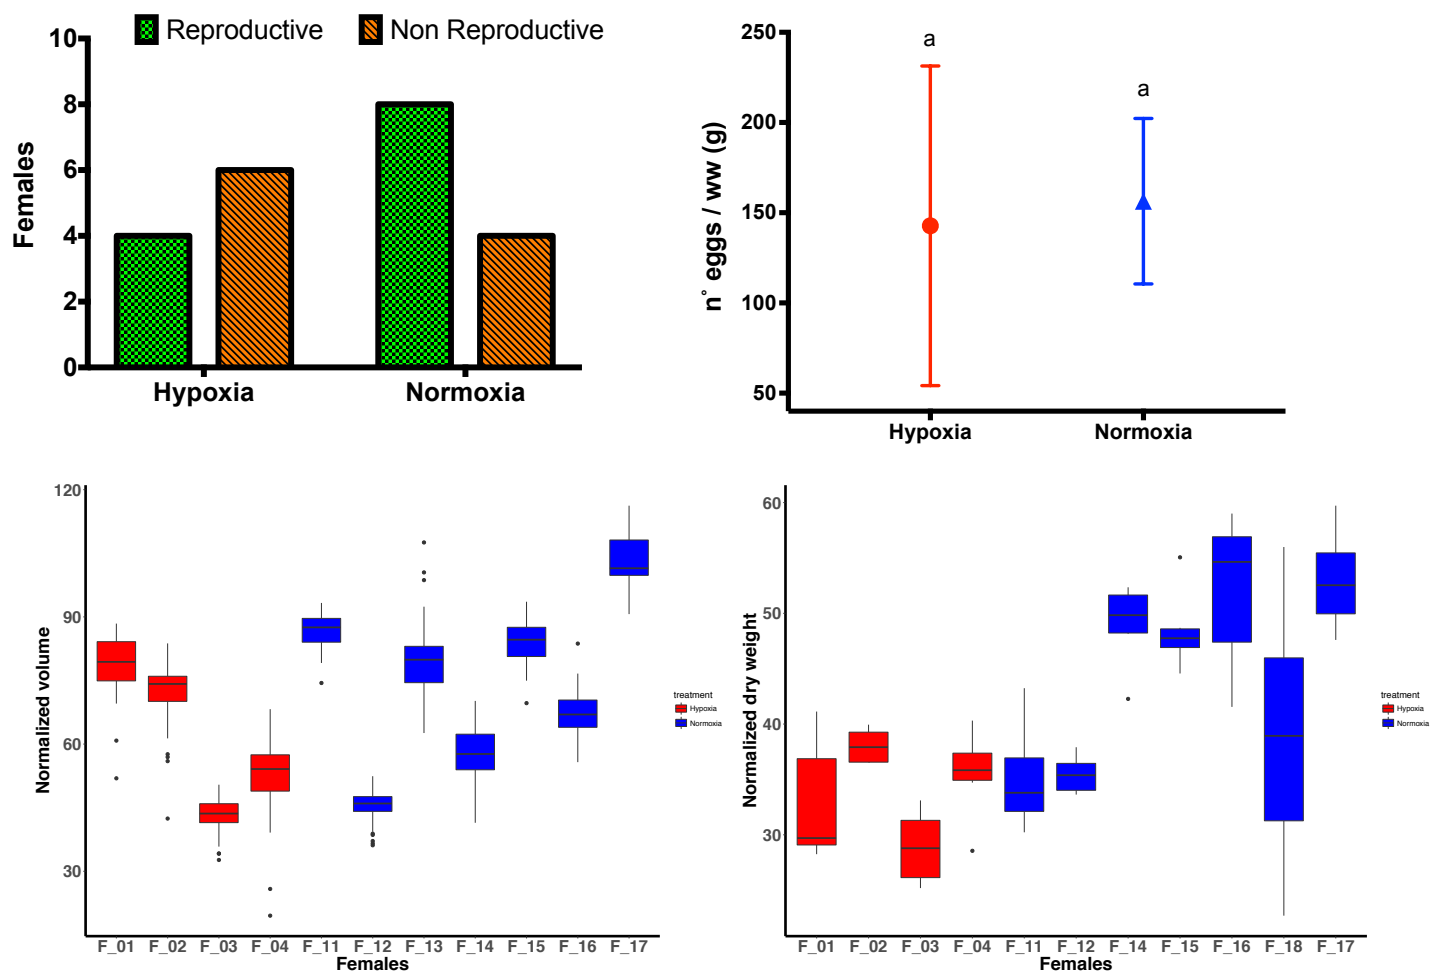 Reproductive Non Reproductive
10
8
6
4
2
0
Females
Hypoxia Normoxia
250
200
150
100
50
n° eggs / ww (g)
a
a
Hypoxia Normoxia
120
90
60
30
Normalized volume
treatment
Hypoxia
Normoxia
F_01 F_02 F_03 F_04 F_11 F_12 F_13 F_14 F_15 F_16 F_17
Females
60
50
40
30
Normalized dry weight
treatment
Hypoxia
Normoxia
F_01 F_02 F_03 F_04 F_11 F_12 F_14 F_15 F_16 F_18 F_17
Females